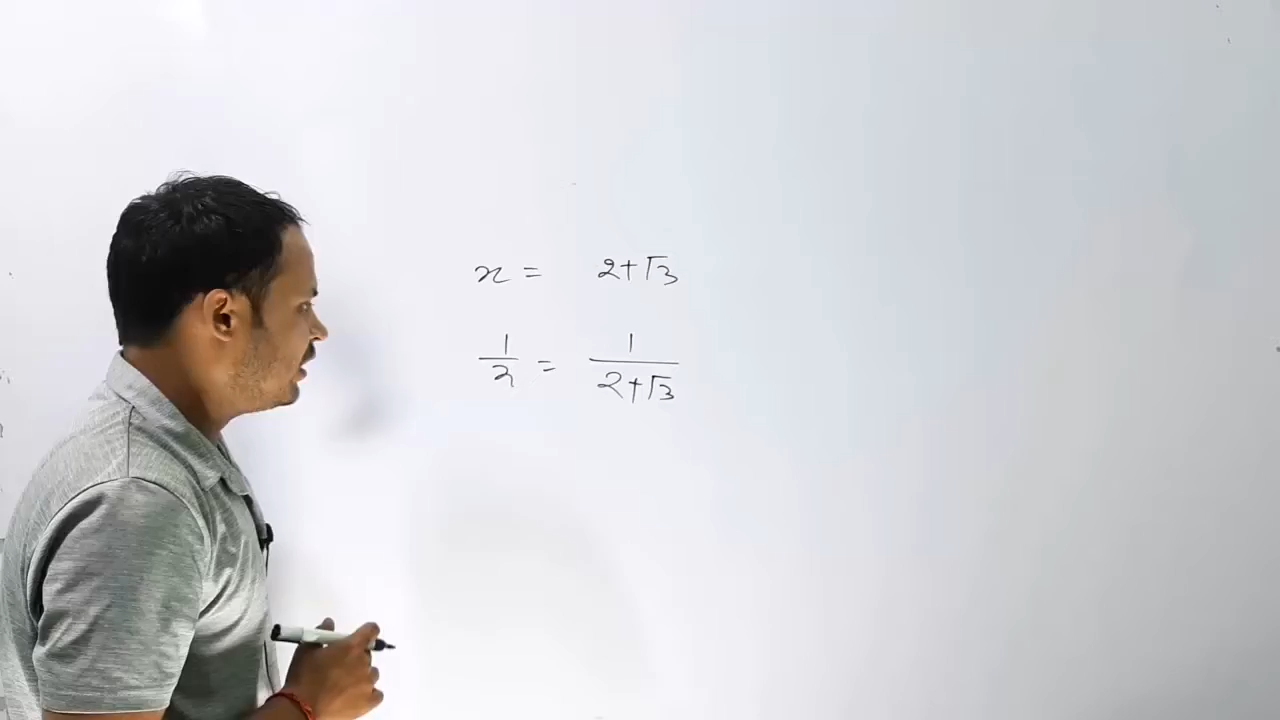 x = 2+√3
1/x = 1/(2+√3)